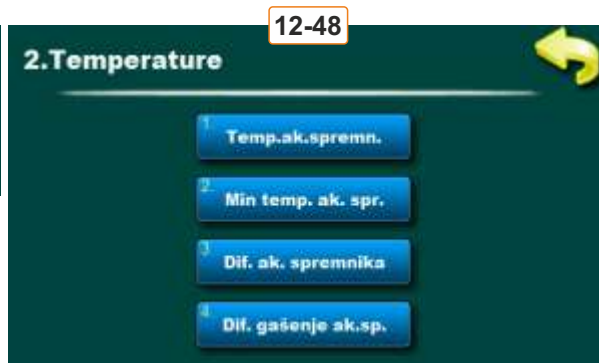 12-48
2.Temperature
1. Temp.ak.spremn.
2. Min temp. ak. spr.
3. Dif. ak. spremnika
4. Dif. gašenje ak.sp.